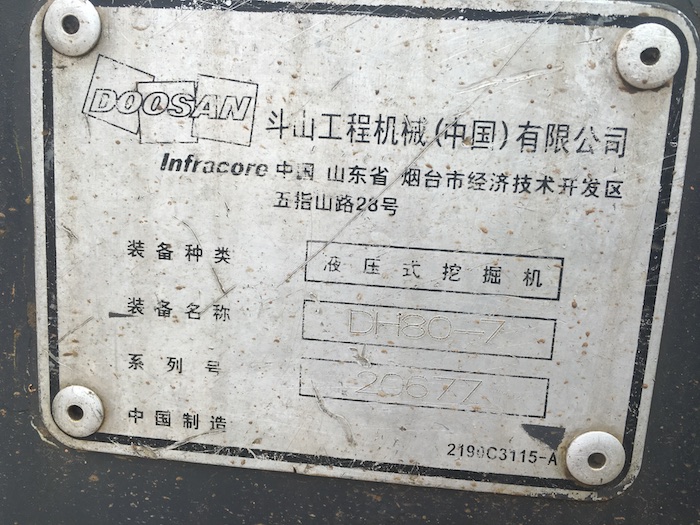 DOOSAN 斗山工程机械(中国)有限公司
Infracore 中国 山东省 烟台市经济技术开发区
五指山路28号
装备种类 液压式挖掘机
装备名称 DH80-7
系列号 20677
中国制造
2190C3115-A